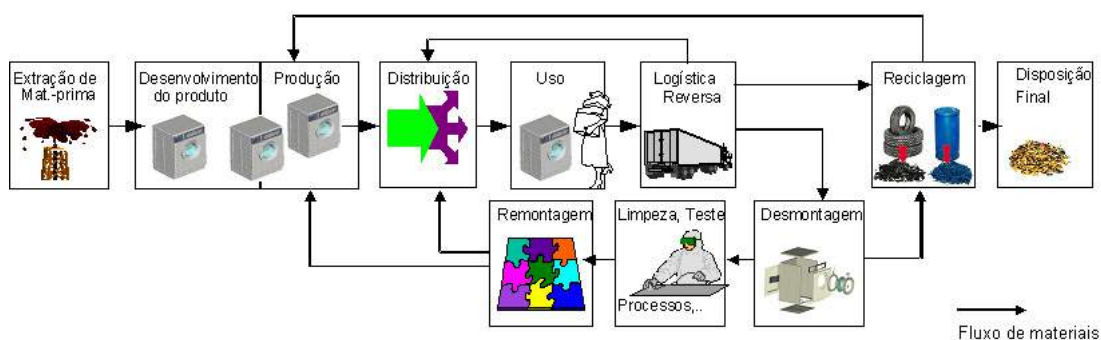 Extração de
Mat.-prima
Desenvolvimento
do produto
Produção
Distribuição
Uso
Logística
Reversa
Reciclagem
Disposição
Final
Remontagem
Limpeza, Teste
Processos,..
Desmontagem
Fluxo de materiais